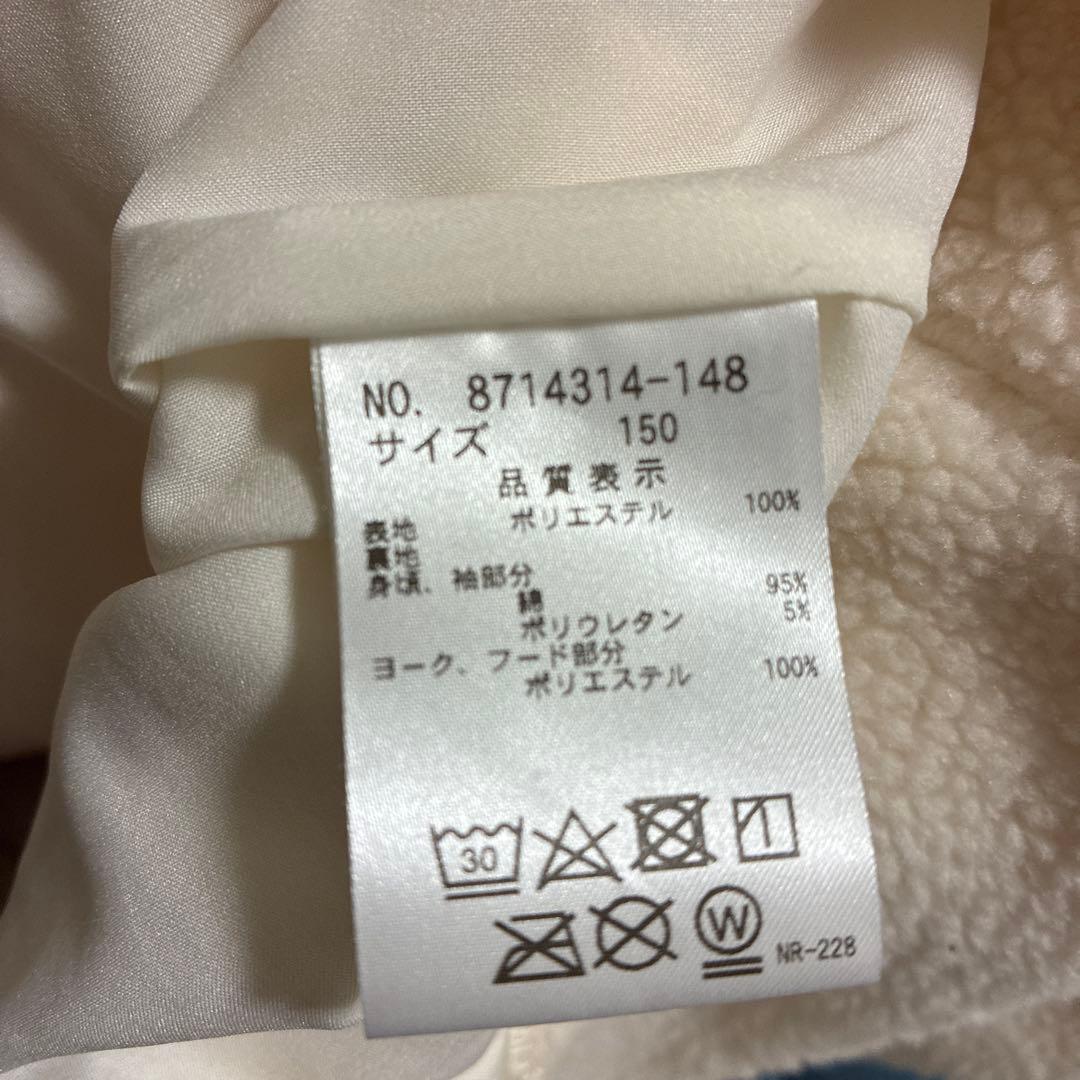 NO. 8714314-148
サイズ 150
品質表示
表地 ポリエステル 100%
裏地
身頃、袖部分
綿 95%
ポリウレタン 5%
ヨーク、フード部分
ポリエステル 100%
30
W
NR-228